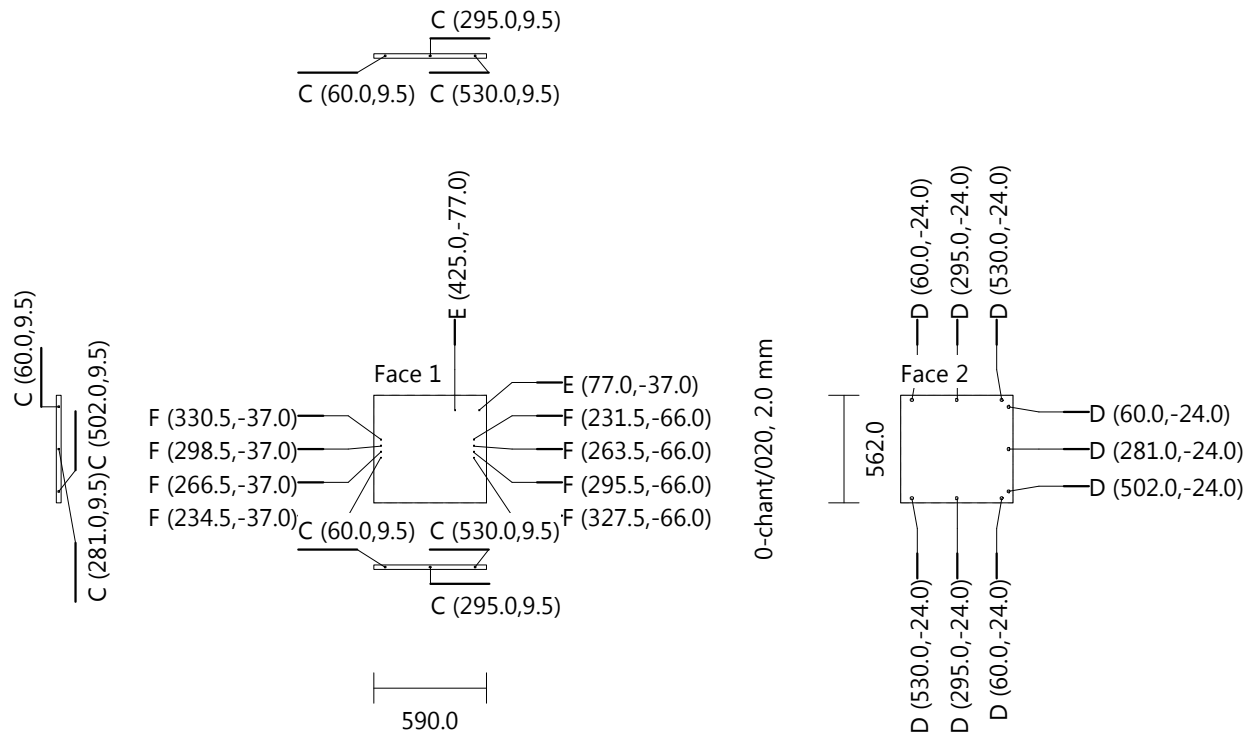 C (295.0,9.5)
C (60.0,9.5)
C (530.0,9.5)
E (425.0,-77.0)
D (60.0,-24.0)
D (295.0,-24.0)
D (530.0,-24.0)
C (60.0,9.5)
C (502.0,9.5)
C (281.0,9.5)
Face 1
E (77.0,-37.0)
F (330.5,-37.0)
F (231.5,-66.0)
F (298.5,-37.0)
F (263.5,-66.0)
F (266.5,-37.0)
F (295.5,-66.0)
F (234.5,-37.0)
F (327.5,-66.0)
C (60.0,9.5)
C (530.0,9.5)
C (295.0,9.5)
590.0
0-chant/020, 2.0 mm
562.0
Face 2
D (60.0,-24.0)
D (281.0,-24.0)
D (502.0,-24.0)
D (530.0,-24.0)
D (295.0,-24.0)
D (60.0,-24.0)